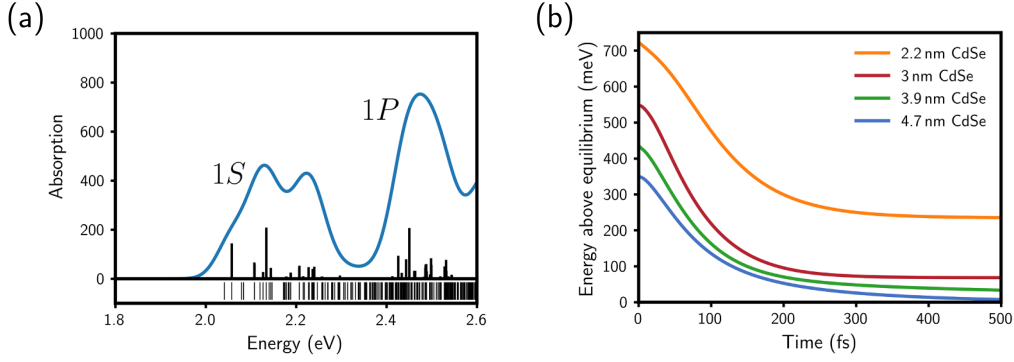 (a)
1000
800
600
400
200
0
Absorption
1S
1P
1.8 2.0 2.2 2.4 2.6
Energy (eV)
(b)
700
600
500
400
300
200
100
0
Energy above equilibrium (meV)
2.2 nm CdSe
3 nm CdSe
3.9 nm CdSe
4.7 nm CdSe
0 100 200 300 400 500
Time (fs)